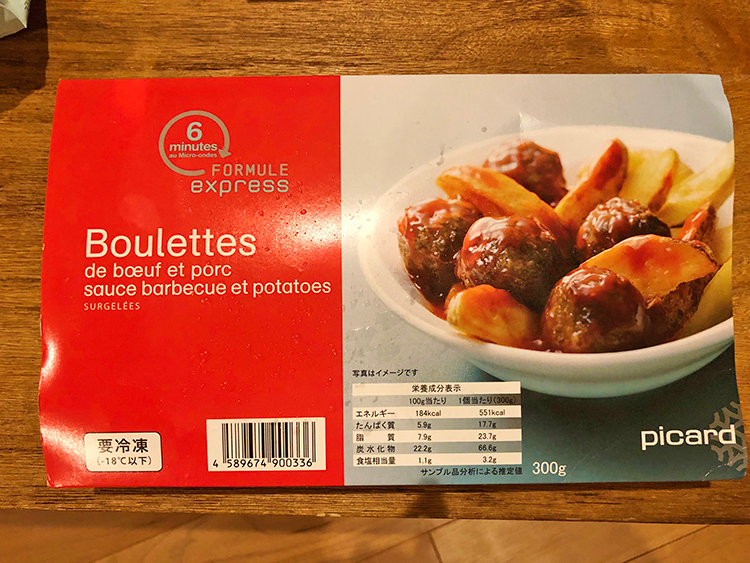 6
minutes
au Micro-ondes
FORMULE
express
Boulettes
de bœuf et porc
sauce barbecue et potatoes
SURGELÉES
要冷凍
(-18℃以下)
4 589674 900336
写真はイメージです
栄養成分表示
100g当たり 1個当たり(300g)
エネルギー 184kcal 551kcal
たんぱく質 5.9g 17.7g
脂質 7.9g 23.7g
炭水化物 22.2g 66.6g
食塩相当量 1.1g 3.2g
サンプル品分析による推定値
300g
picard